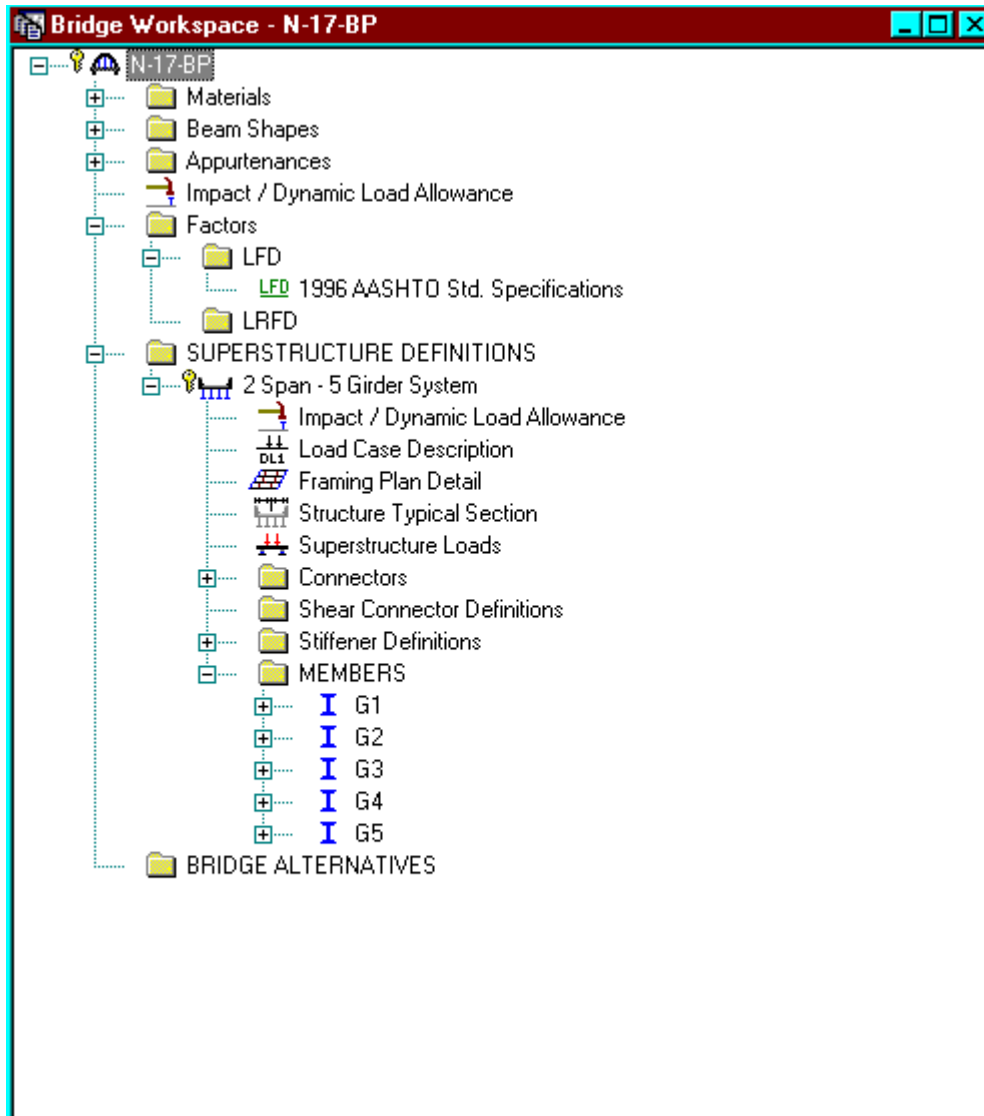 Bridge Workspace - N-17-BP
N-17-BP
Materials
Beam Shapes
Appurtenances
Impact / Dynamic Load Allowance
Factors
LFD
LFD 1996 AASHTO Std. Specifications
LRFD
SUPERSTRUCTURE DEFINITIONS
2 Span - 5 Girder System
Impact / Dynamic Load Allowance
DL1 Load Case Description
Framing Plan Detail
Structure Typical Section
Superstructure Loads
Connectors
Shear Connector Definitions
Stiffener Definitions
MEMBERS
G1
G2
G3
G4
G5
BRIDGE ALTERNATIVES